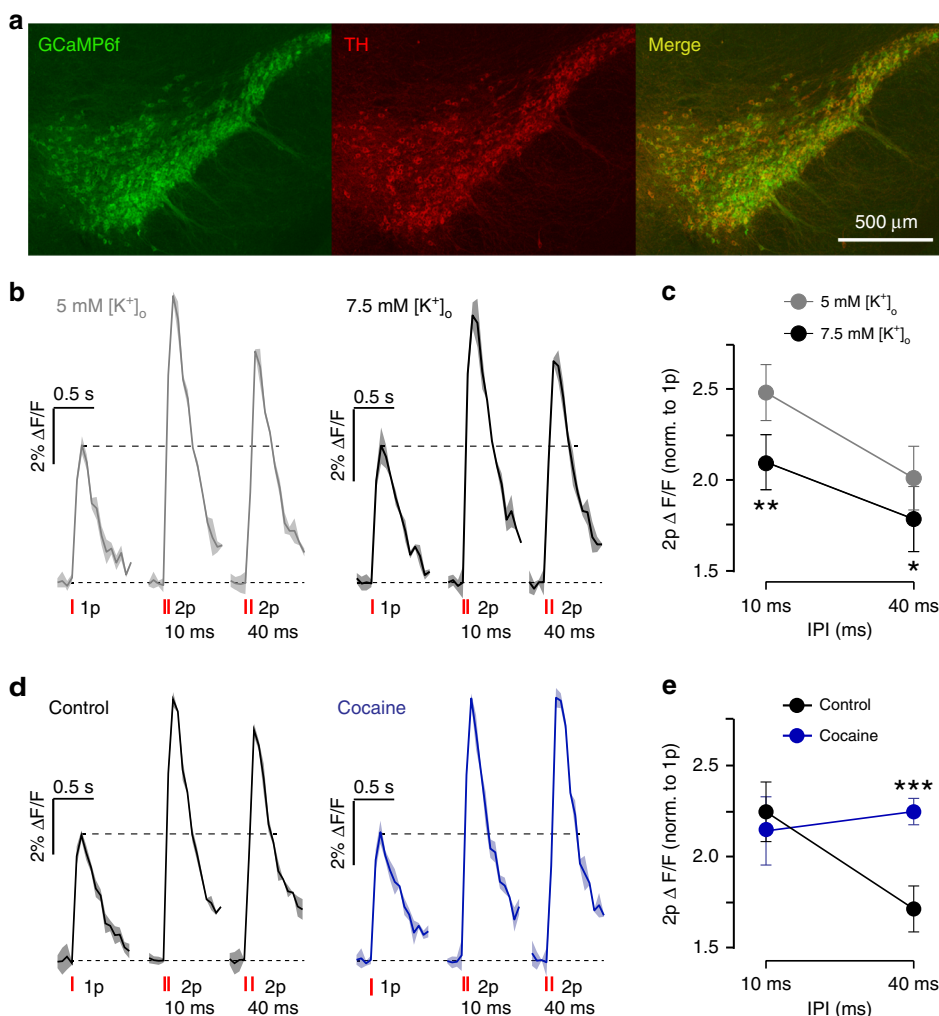 a
GCaMP6f
TH
Merge
500 μm
b
5 mM [K⁺]ₒ
0.5 s
2% ΔF/F
1p
2p
10 ms
2p
40 ms
7.5 mM [K⁺]ₒ
0.5 s
2% ΔF/F
1p
2p
10 ms
2p
40 ms
c
5 mM [K⁺]ₒ
7.5 mM [K⁺]ₒ
2p Δ F/F (norm. to 1p)
2.5
2.0
1.5
**
*
10 ms
40 ms
IPI (ms)
d
Control
0.5 s
2% ΔF/F
1p
2p
10 ms
2p
40 ms
Cocaine
0.5 s
2% ΔF/F
1p
2p
10 ms
2p
40 ms
e
Control
Cocaine
2p Δ F/F (norm. to 1p)
2.5
2.0
1.5
***
10 ms
40 ms
IPI (ms)